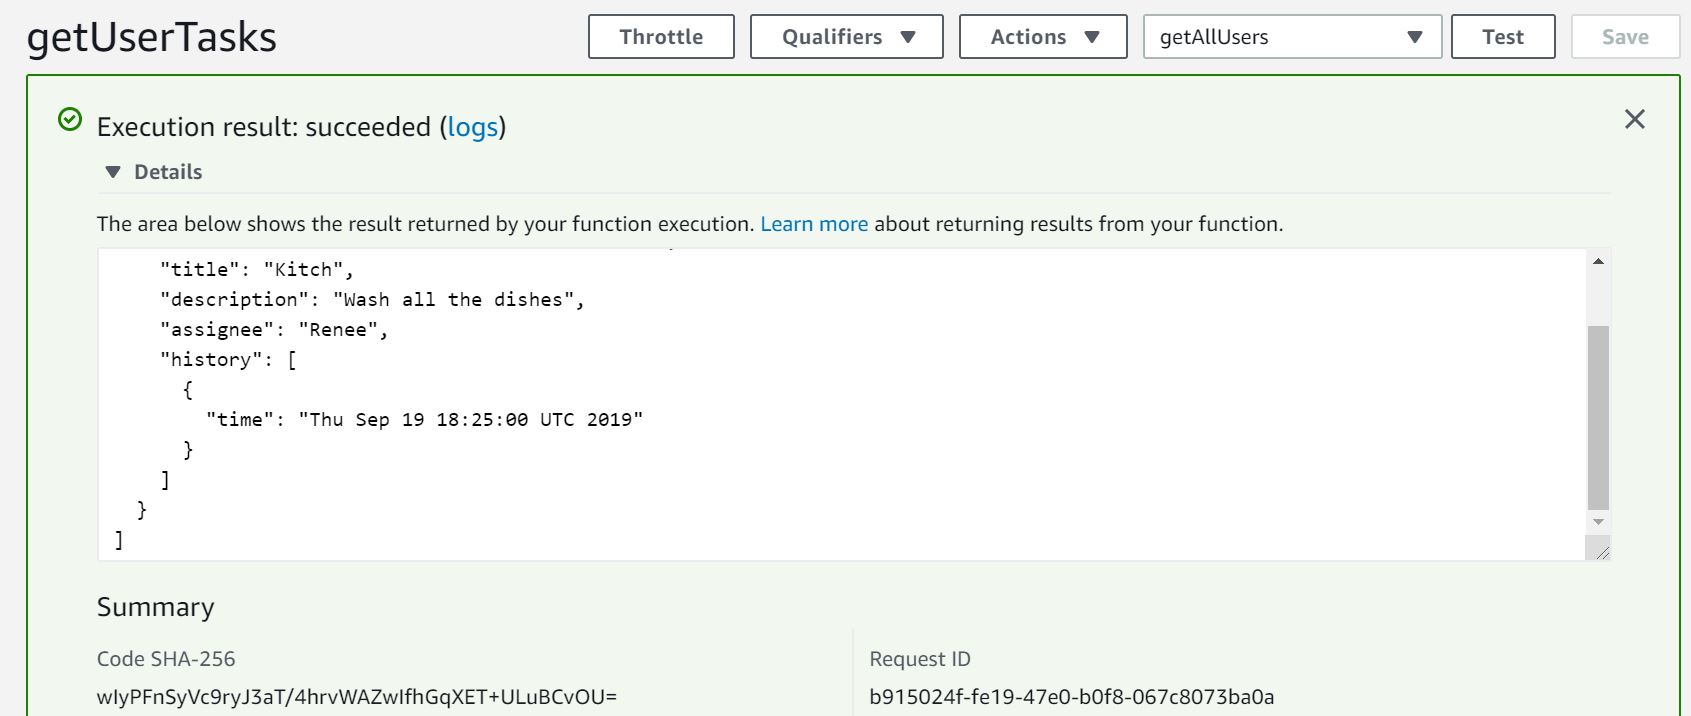 getUserTasks
Throttle
Qualifiers
Actions
getAllUsers
Test
Save
Execution result: succeeded (logs)
Details
The area below shows the result returned by your function execution. Learn more about returning results from your function.
"title": "Kitch",
"description": "Wash all the dishes",
"assignee": "Renee",
"history": [
{
"time": "Thu Sep 19 18:25:00 UTC 2019"
}
]
}
]
Summary
Code SHA-256
Request ID
wIyPFnSyVc9ryJ3aT/4hrvWAZwIfhGqXET+ULuBCvOU=
b915024f-fe19-47e0-b0f8-067c8073ba0a